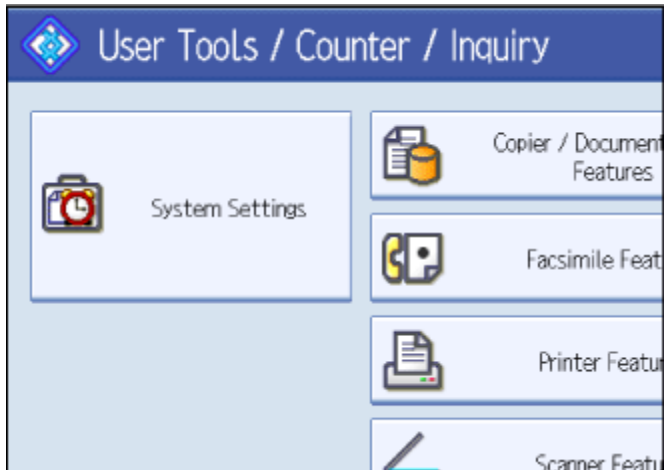 User Tools / Counter / Inquiry
System Settings
Copier / Document
Features
Facsimile Feat
Printer Featu
Scanner Featu